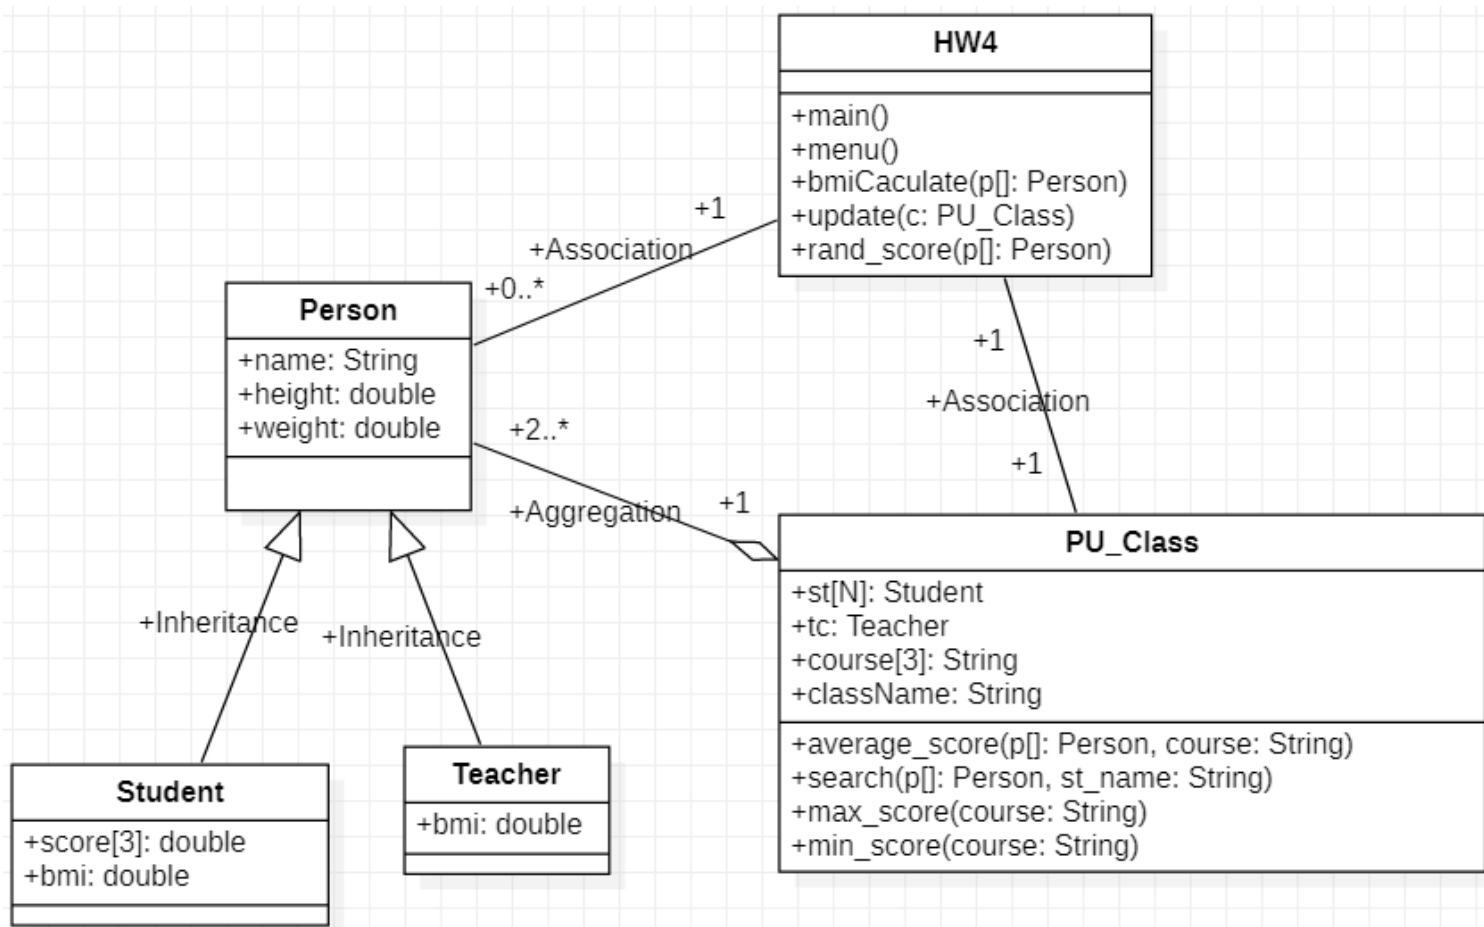 HW4
+main()
+menu()
+bmiCaculate(p[]: Person)
+update(c: PU_Class)
+rand_score(p[]: Person)
+1
+Association
+0..*
Person
+name: String
+height: double
+weight: double
+1
+Association
+1
+2..*
+Aggregation
+1
PU_Class
+st[N]: Student
+tc: Teacher
+course[3]: String
+className: String
+average_score(p[]: Person, course: String)
+search(p[]: Person, st_name: String)
+max_score(course: String)
+min_score(course: String)
+Inheritance
+Inheritance
Student
+score[3]: double
+bmi: double
Teacher
+bmi: double